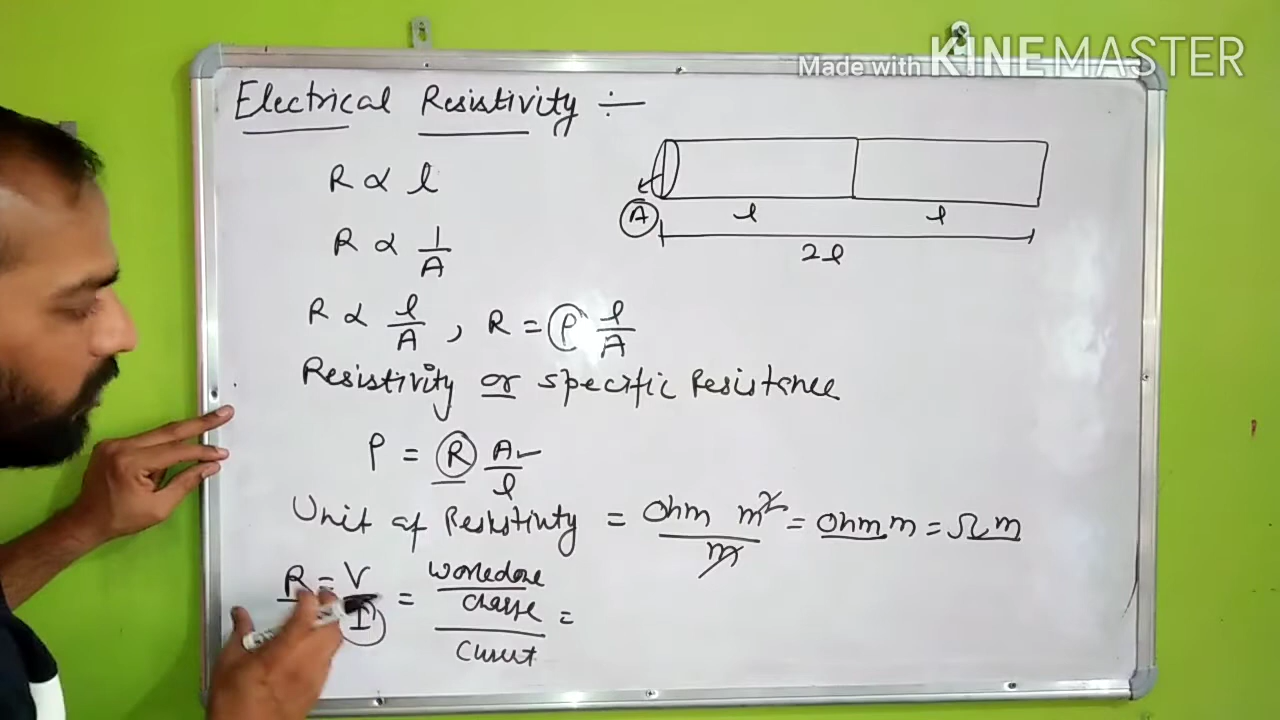 Made with KINEMASTER
Electrical Resistivity :-
R ∝ l
R ∝ 1/A
R ∝ l/A , R = ρ l/A
A
l l
2l
Resistivity or specific Resistance
ρ = R A/l
Unit of Resistivity = ohm m²/m = ohm m = Ω m
R = V/I = workdone/charge/current =